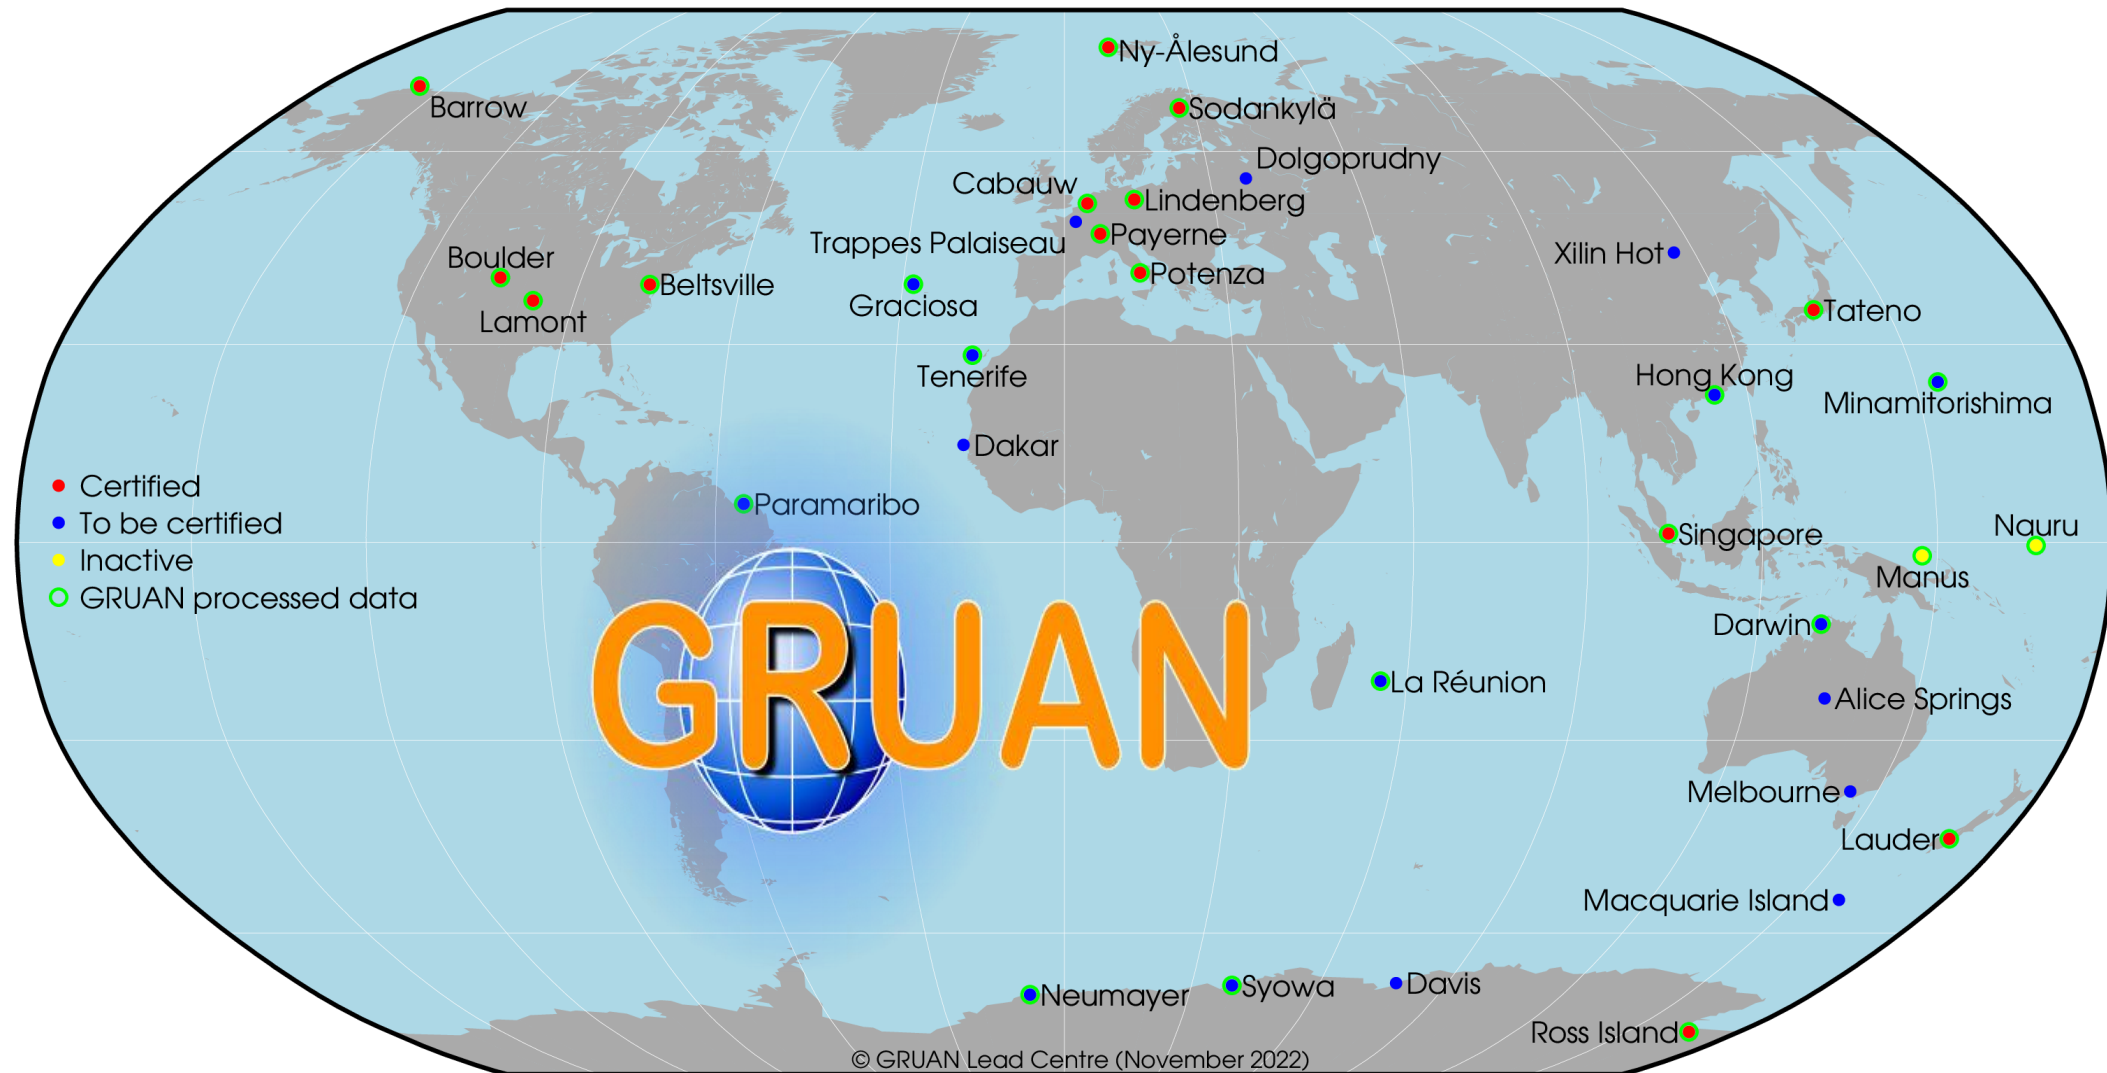 Ny-Ålesund
Barrow
Sodankylä
Dolgoprudny
Cabauw
Lindenberg
Trappes Palaiseau
Payerne
Xilin Hot
Boulder
Potenza
Beltsville
Graciosa
Lamont
Tateno
Tenerife
Hong Kong
Minamitorishima
Dakar
Certified
To be certified
Inactive
GRUAN processed data
Paramaribo
Singapore
Nauru
Manus
Darwin
GRUAN
La Réunion
Alice Springs
Melbourne
Lauder
Macquarie Island
Neumayer
Syowa
Davis
Ross Island
© GRUAN Lead Centre (November 2022)